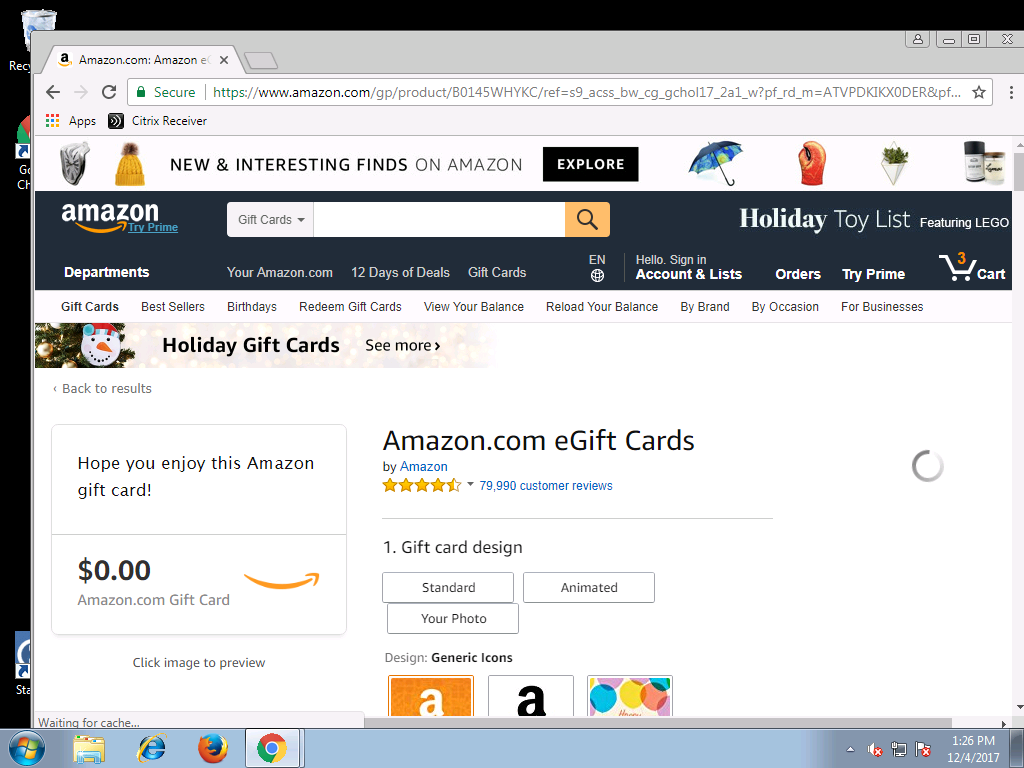 Amazon.com: Amazon eG
Secure
https://www.amazon.com/gp/product/B0145WHYKC/ref=s9_acss_bw_cg_gchol17_2a1_w?pf_rd_m=ATVPDKIKX0DER&pf...
Apps Citrix Receiver
NEW & INTERESTING FINDS ON AMAZON EXPLORE
amazon
Try Prime
Gift Cards
Holiday Toy List Featuring LEGO
Departments
Your Amazon.com 12 Days of Deals Gift Cards
EN
Hello. Sign in
Account & Lists
Orders Try Prime
3
Cart
Gift Cards Best Sellers Birthdays Redeem Gift Cards View Your Balance Reload Your Balance By Brand By Occasion For Businesses
Holiday Gift Cards See more ›
‹ Back to results
Hope you enjoy this Amazon
gift card!
$0.00
Amazon.com Gift Card
Click image to preview
Amazon.com eGift Cards
by Amazon
79,990 customer reviews
1. Gift card design
Standard Animated
Your Photo
Design: Generic Icons
a
a
Happy
Waiting for cache...
Recy
Go
Ch
Sta
1:26 PM
12/4/2017